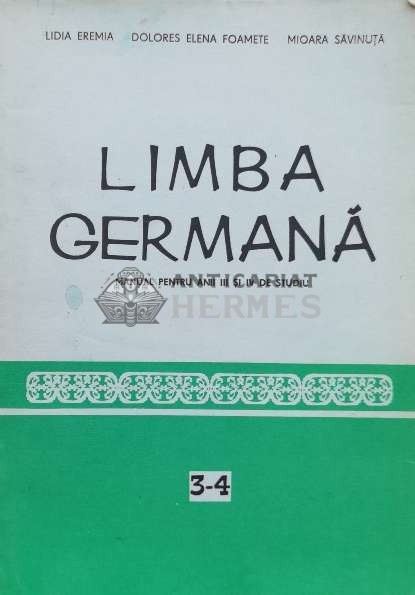 LIDIA EREMIA DOLORES ELENA FOAMETE MIOARA SĂVINUȚĂ
LIMBA
GERMANĂ
MANUAL PENTRU ANII III ȘI IV DE STUDIU
ANTICARIAT
HERMES
3-4